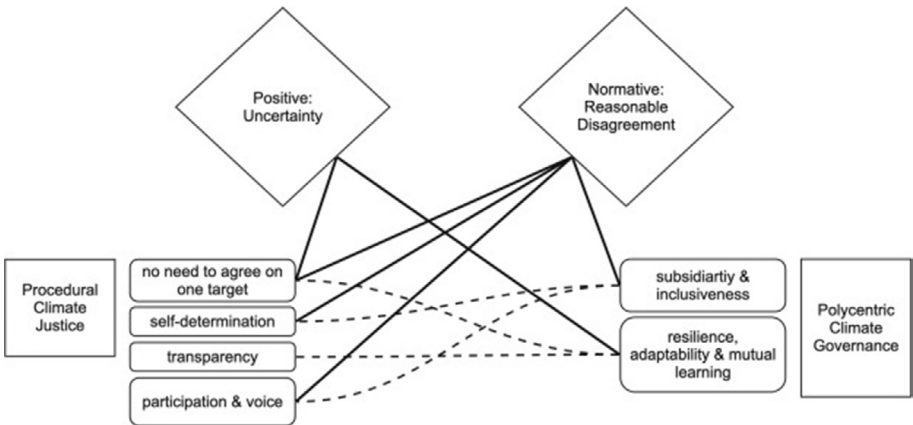 Positive:
Uncertainty
Normative:
Reasonable
Disagreement
Procedural
Climate
Justice
no need to agree on
one target
self-determination
transparency
participation & voice
subsidiartiy &
inclusiveness
resilience,
adaptability & mutual
learning
Polycentric
Climate
Governance